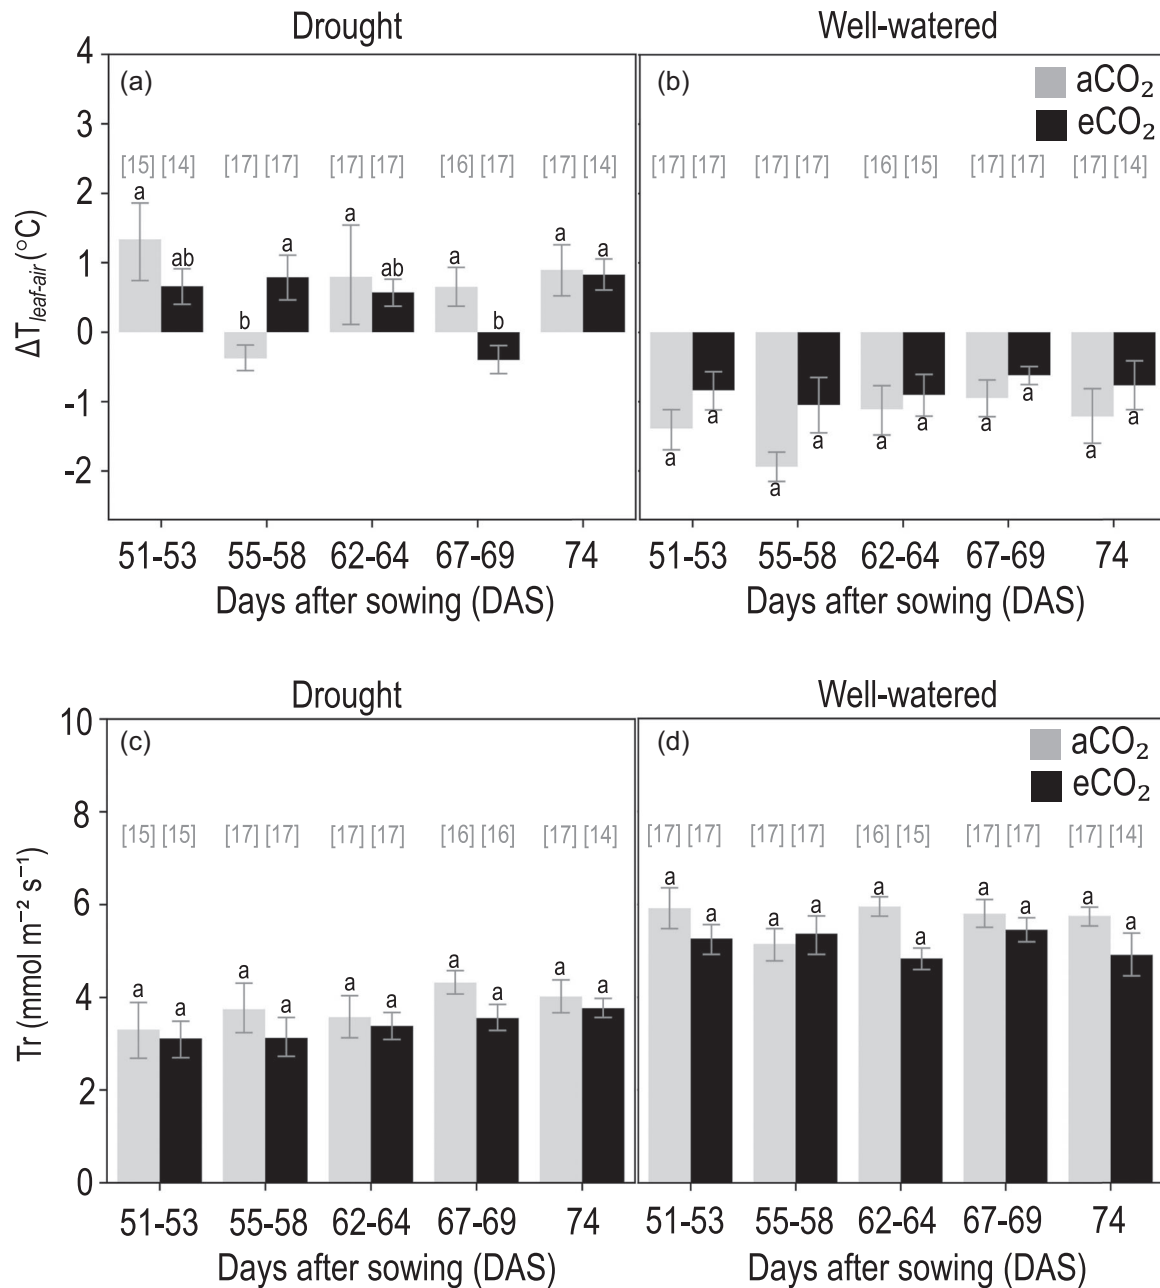 Drought Well-watered
(a) (b)
aCO₂
eCO₂
4
3
2
1
0
-1
-2
ΔT leaf-air (°C)
[15] [14] [17] [17] [17] [17] [16] [17] [17] [14]
[17] [17] [17] [17] [16] [15] [17] [17] [17] [14]
a ab b a a ab a b a a
a a a a a a a a a a
51-53 55-58 62-64 67-69 74
51-53 55-58 62-64 67-69 74
Days after sowing (DAS) Days after sowing (DAS)
Drought Well-watered
(c) (d)
aCO₂
eCO₂
10
8
6
4
2
0
Tr (mmol m⁻² s⁻¹)
[15] [15] [17] [17] [17] [17] [16] [16] [17] [14]
[17] [17] [17] [17] [16] [15] [17] [17] [17] [14]
a a a a a a a a a a
a a a a a a a a a a
51-53 55-58 62-64 67-69 74
51-53 55-58 62-64 67-69 74
Days after sowing (DAS) Days after sowing (DAS)